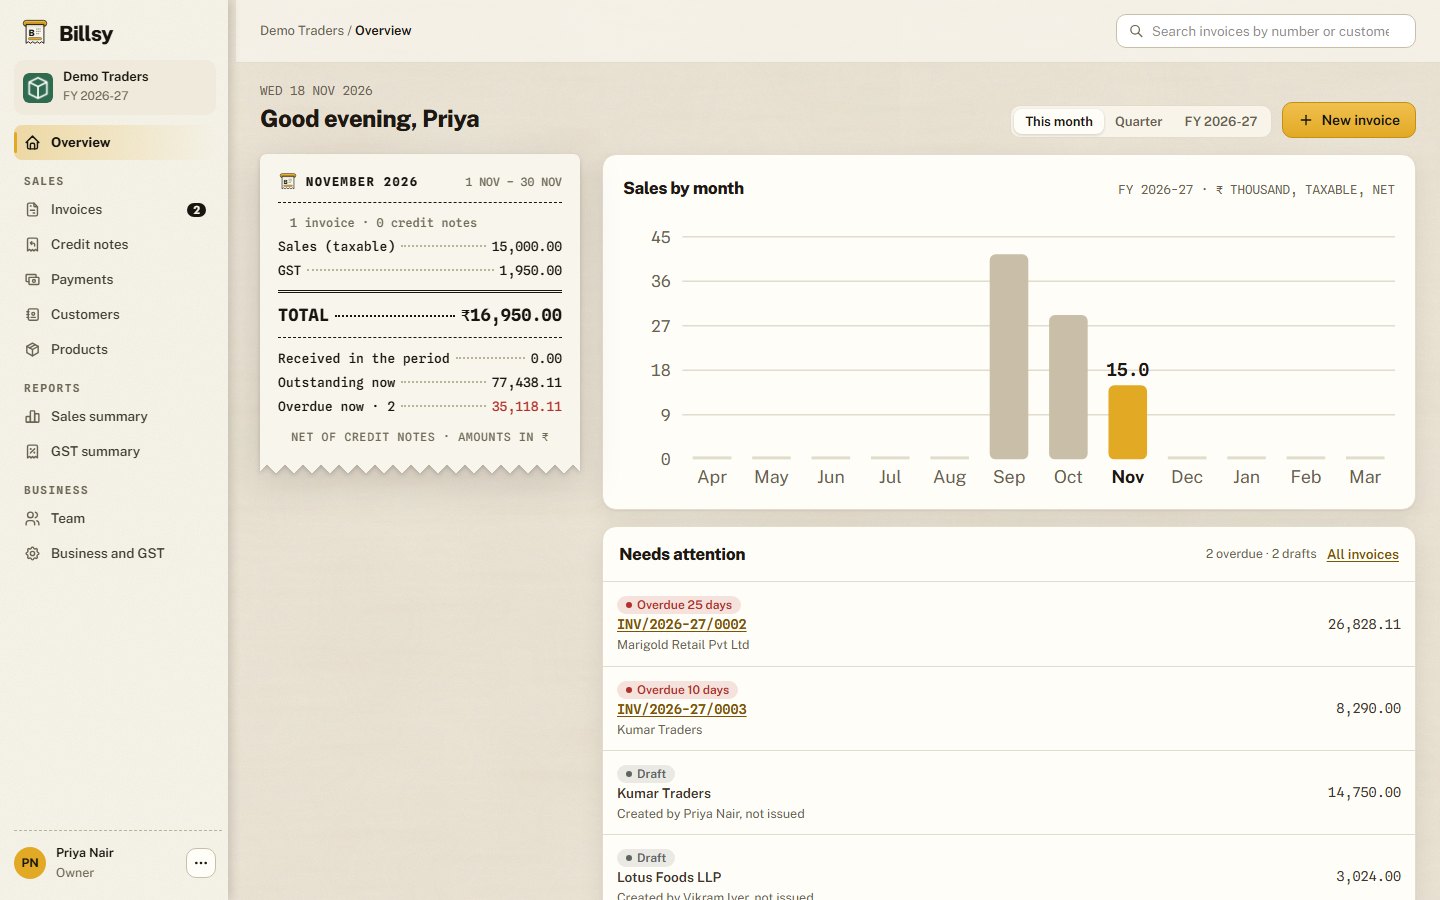 Billsy
Demo Traders
FY 2026-27
Overview
SALES
Invoices 2
Credit notes
Payments
Customers
Products
REPORTS
Sales summary
GST summary
BUSINESS
Team
Business and GST
PN
Priya Nair
Owner
Demo Traders / Overview
Search invoices by number or custome
WED 18 NOV 2026
Good evening, Priya
This month Quarter FY 2026-27
+ New invoice
NOVEMBER 2026 1 NOV – 30 NOV
1 invoice · 0 credit notes
Sales (taxable) 15,000.00
GST 1,950.00
TOTAL ₹16,950.00
Received in the period 0.00
Outstanding now 77,438.11
Overdue now · 2 35,118.11
NET OF CREDIT NOTES · AMOUNTS IN ₹
Sales by month FY 2026-27 · ₹ THOUSAND, TAXABLE, NET
45
36
27
18
9
0
15.0
Apr May Jun Jul Aug Sep Oct Nov Dec Jan Feb Mar
Needs attention 2 overdue · 2 drafts All invoices
Overdue 25 days
INV/2026-27/0002 26,828.11
Marigold Retail Pvt Ltd
Overdue 10 days
INV/2026-27/0003 8,290.00
Kumar Traders
Draft
Kumar Traders 14,750.00
Created by Priya Nair, not issued
Draft
Lotus Foods LLP 3,024.00
Created by Vikram Iyer, not issued